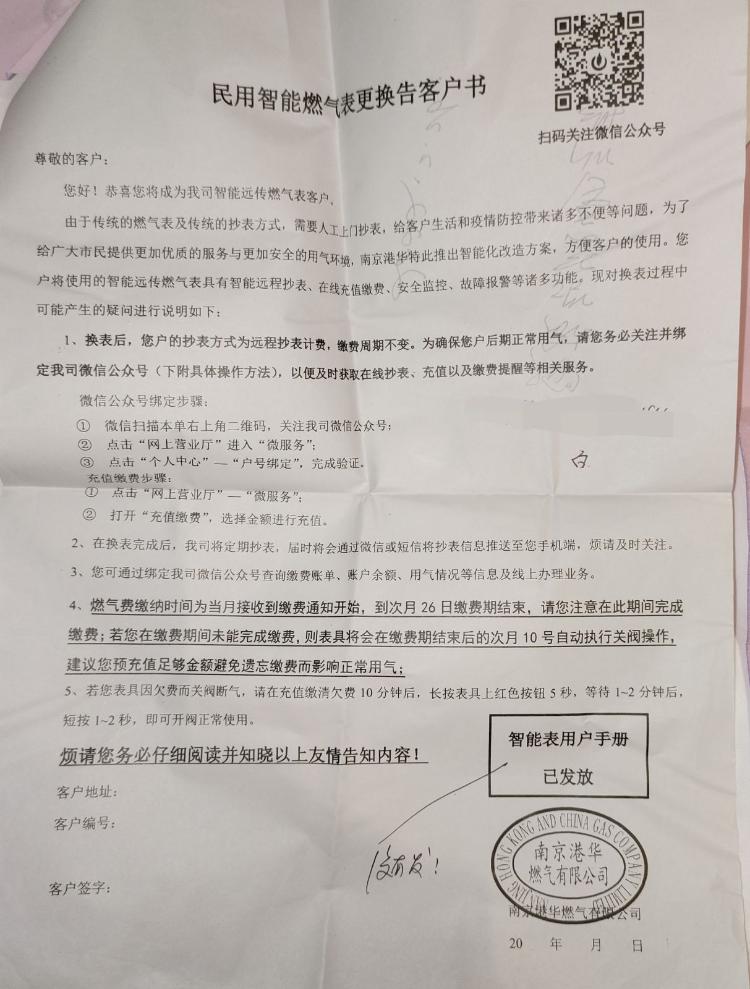 民用智能燃气表更换告客户书
扫码关注微信公众号
尊敬的客户：
您好！恭喜您将成为我司智能远传燃气表客户，
由于传统的燃气表及传统的抄表方式，需要人工上门抄表，给客户生活和疫情防控带来诸多不便等问题，为了
给广大市民提供更加优质的服务与更加安全的用气环境，南京港华特此推出智能化改造方案，方便客户的使用。您
户将使用的智能远传燃气表具有智能远程抄表、在线充值缴费、安全监控、故障报警等诸多功能。现对换表过程中
可能产生的疑问进行说明如下：
1、换表后，您户的抄表方式为远程抄表计费，缴费周期不变。为确保您户后期正常用气，请您务必关注并绑
定我司微信公众号（下附具体操作方法），以便及时获取在线抄表、充值以及缴费提醒等相关服务。
微信公众号绑定步骤：
① 微信扫描本单右上角二维码，关注我司微信公众号；
② 点击“网上营业厅”进入“微服务”；
③ 点击“个人中心”—“户号绑定”，完成验证。
充值缴费步骤：
① 点击“网上营业厅”—“微服务”；
② 打开“充值缴费”，选择金额进行充值。
2、在换表完成后，我司将定期抄表，届时将会通过微信或短信将抄表信息推送至您手机端，烦请及时关注。
3、您可通过绑定我司微信公众号查询缴费账单、账户余额、用气情况等信息及线上办理业务。
4、燃气费缴纳时间为当月接收到缴费通知开始，到次月 26 日缴费期结束，请您注意在此期间完成
缴费；若您在缴费期间未能完成缴费，则表具将会在缴费期结束后的次月 10 号自动执行关阀操作，
建议您预充值足够金额避免遗忘缴费而影响正常用气；
5、若您表具因欠费而关阀断气，请在充值缴清欠费 10 分钟后，长按表具上红色按钮 5 秒，等待 1~2 分钟后，
短按 1~2 秒，即可开阀正常使用。
烦请您务必仔细阅读并知晓以上友情告知内容！
智能表用户手册
已发放
客户地址：
客户编号：
没有发！
客户签字：
NANJING HONG KONG AND CHINA GAS COMPANY LIMITED
南京港华
燃气有限公司
南京港华燃气有限公司
20 年 月 日